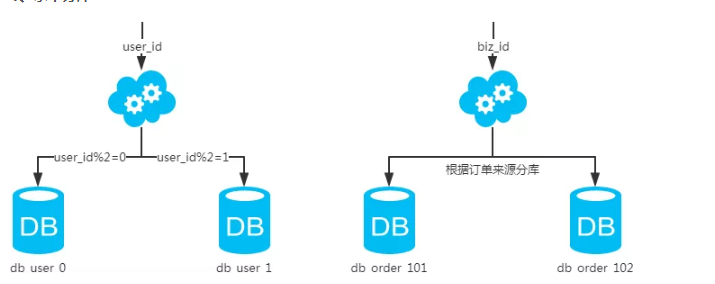 user_id
biz_id
user_id%2=0
user_id%2=1
根据订单来源分库
DB
DB
DB
DB
db user 0
db user 1
db order 101
db order 102